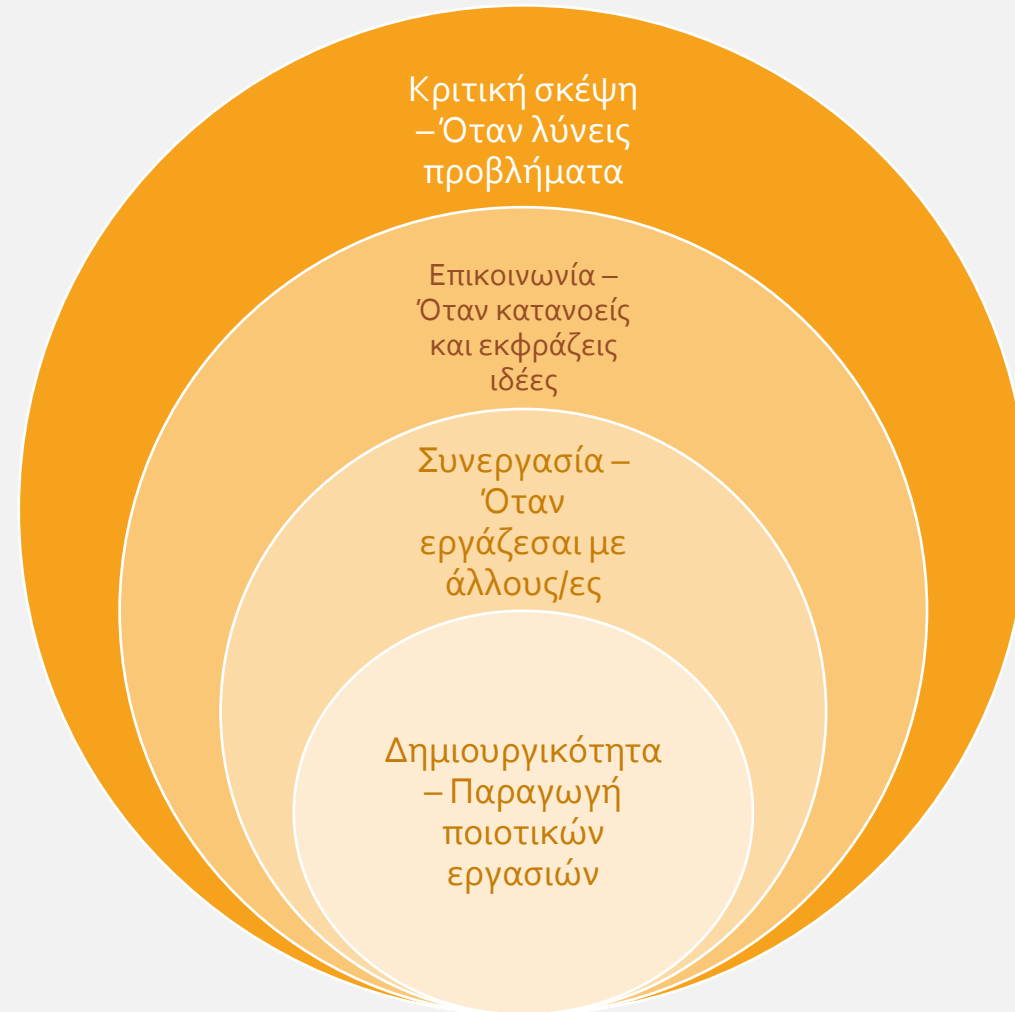 Κριτική σκέψη
– Όταν λύνεις
προβλήματα
Επικοινωνία –
Όταν κατανοείς
και εκφράζεις
ιδέες
Συνεργασία –
Όταν
εργάζεσαι με
άλλους/ες
Δημιουργικότητα
– Παραγωγή
ποιοτικών
εργασιών